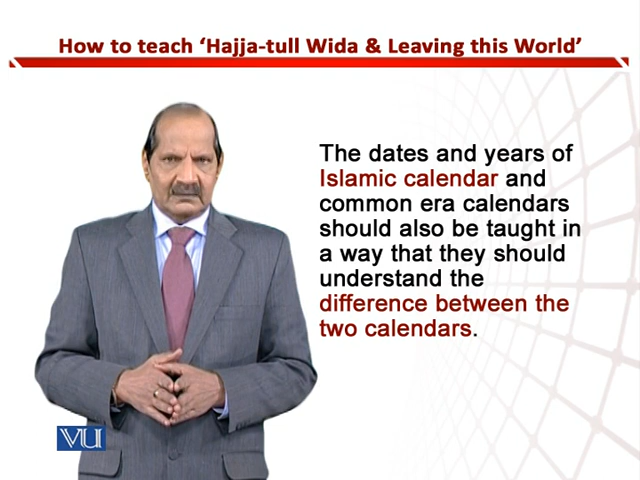 How to teach ‘Hajja-tull Wida & Leaving this World’
The dates and years of
Islamic calendar and
common era calendars
should also be taught in
a way that they should
understand the
difference between the
two calendars.
VU